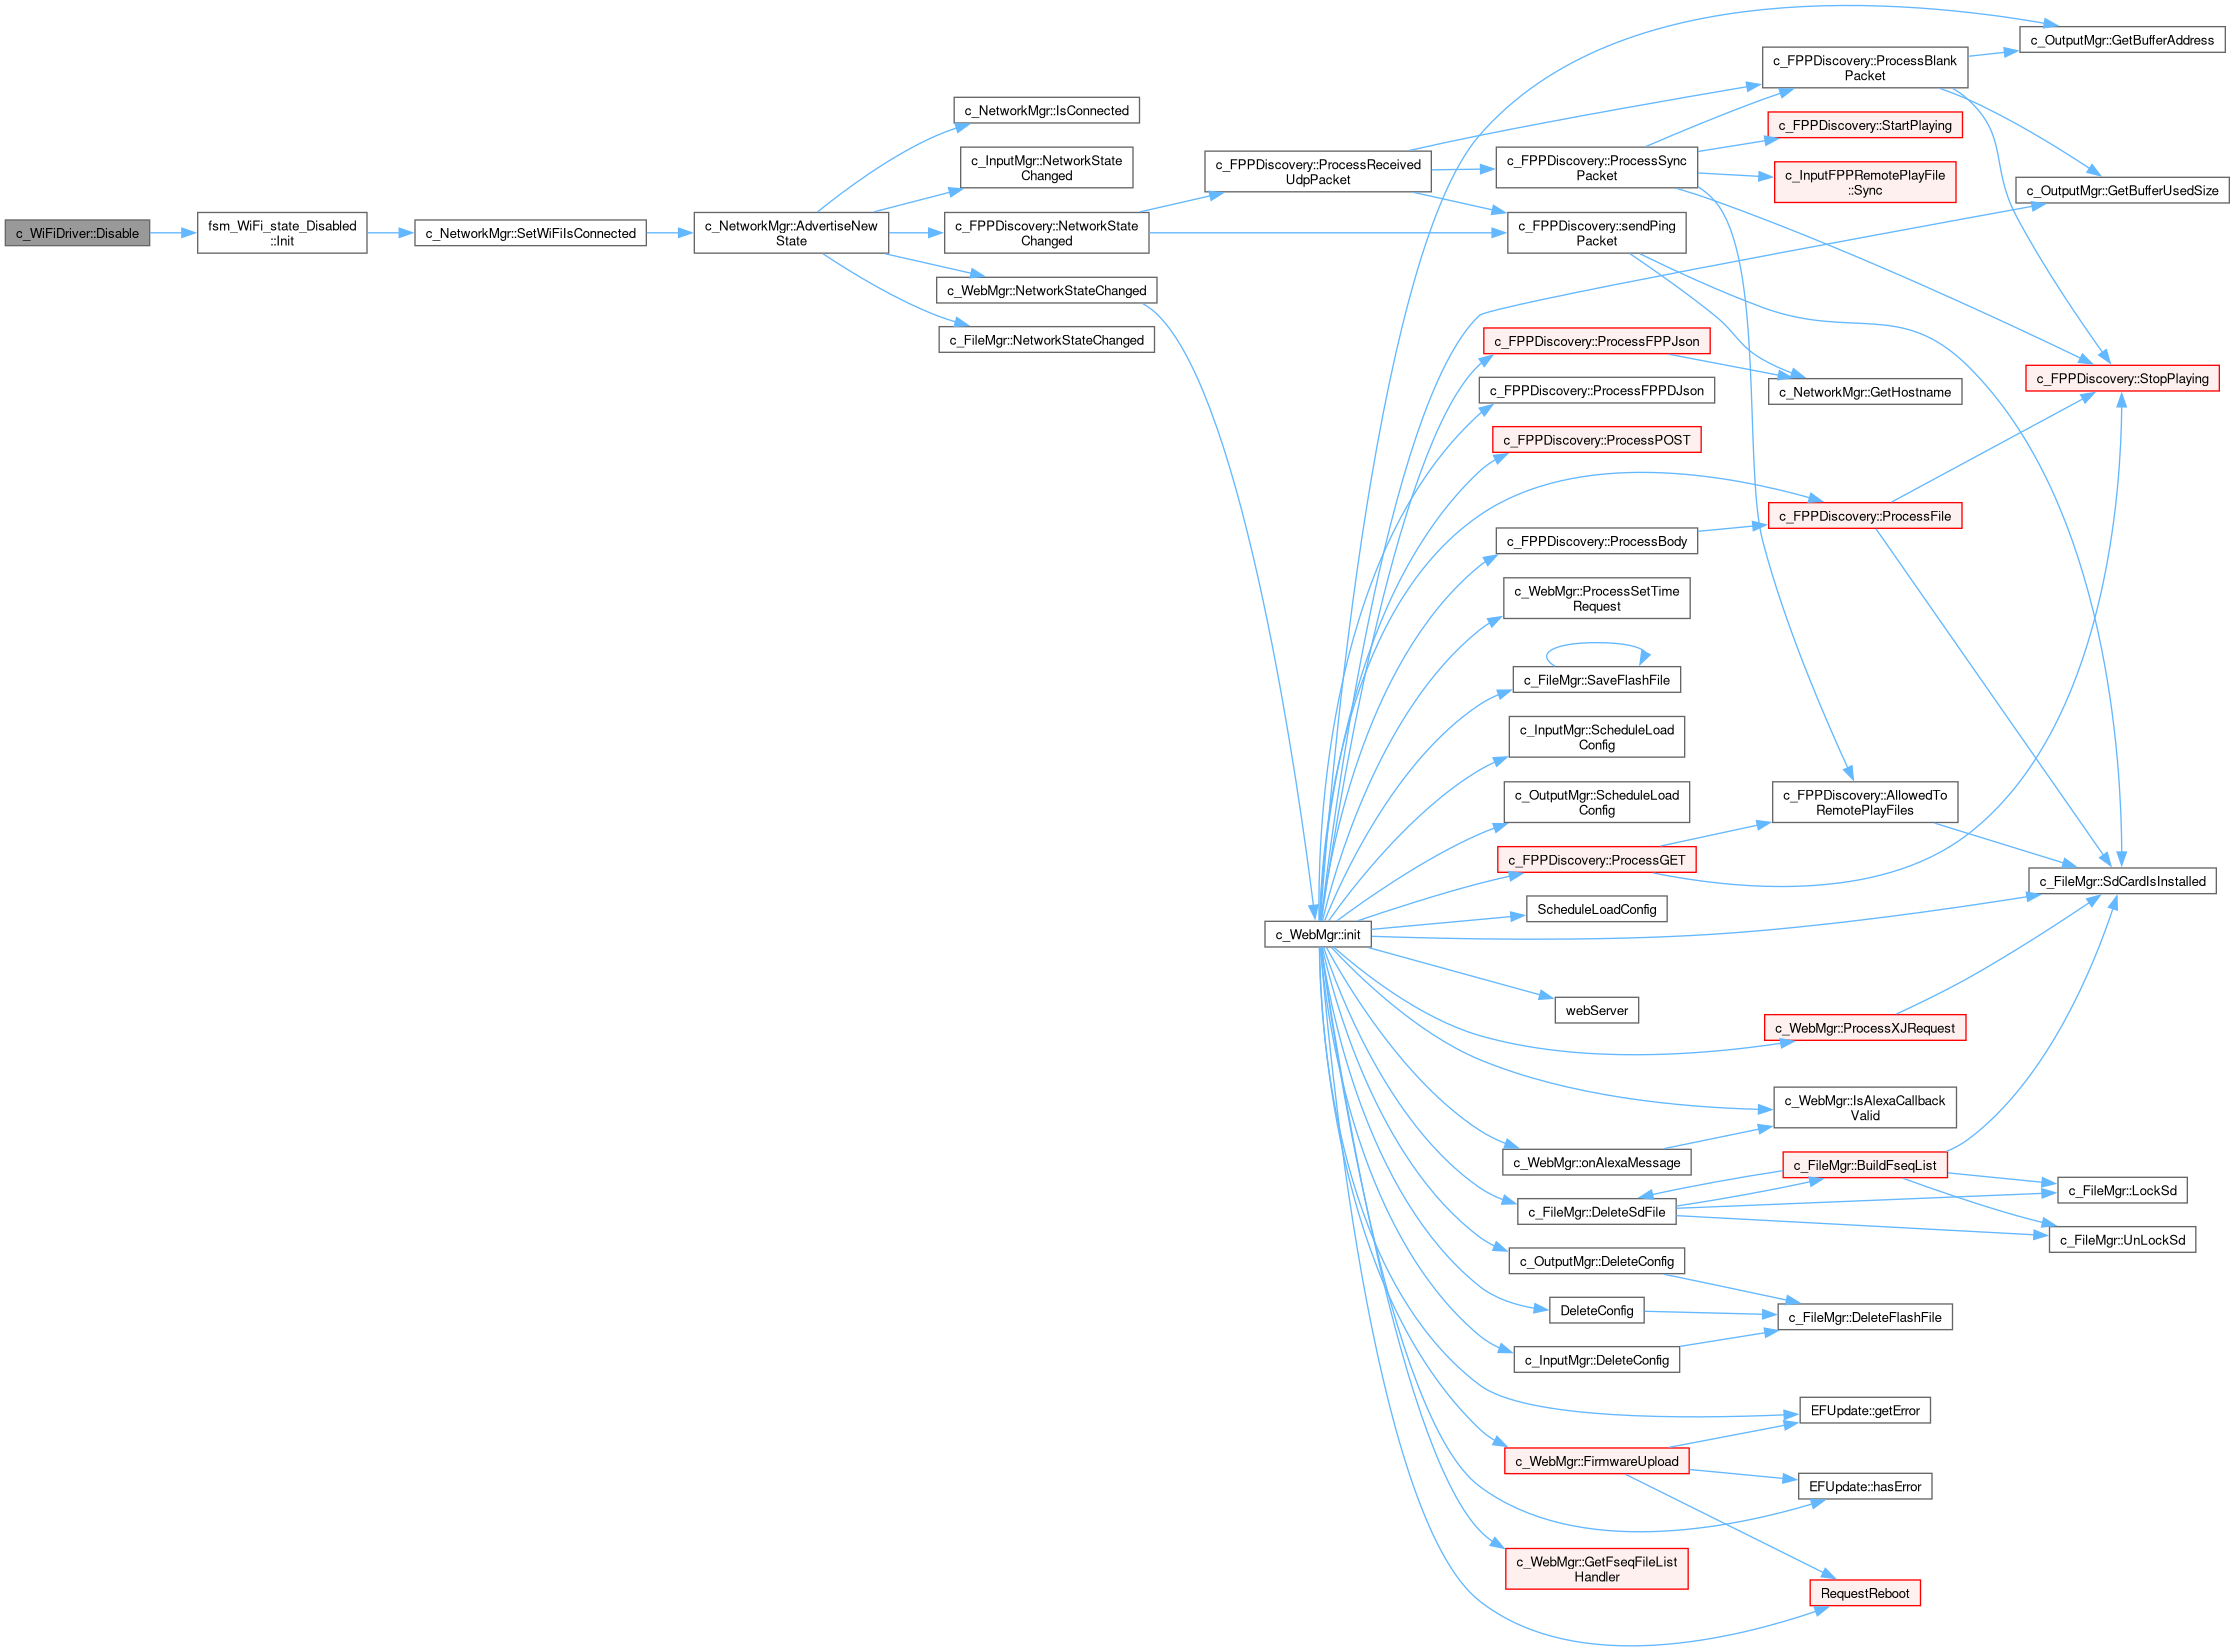 c_WiFiDriver::Disable
fsm_WiFi_state_Disabled
::Init
c_NetworkMgr::SetWiFiIsConnected
c_NetworkMgr::AdvertiseNew
State
c_NetworkMgr::IsConnected
c_InputMgr::NetworkState
Changed
c_FPPDiscovery::NetworkState
Changed
c_WebMgr::NetworkStateChanged
c_FileMgr::NetworkStateChanged
c_FPPDiscovery::ProcessReceived
UdpPacket
c_WebMgr::init
c_FPPDiscovery::ProcessSync
Packet
c_FPPDiscovery::sendPing
Packet
c_FPPDiscovery::ProcessFPPJson
c_FPPDiscovery::ProcessFPPDJson
c_FPPDiscovery::ProcessPOST
c_FPPDiscovery::ProcessBody
c_WebMgr::ProcessSetTime
Request
c_FileMgr::SaveFlashFile
c_InputMgr::ScheduleLoad
Config
c_OutputMgr::ScheduleLoad
Config
c_FPPDiscovery::ProcessGET
ScheduleLoadConfig
webServer
c_WebMgr::onAlexaMessage
c_FileMgr::DeleteSdFile
c_OutputMgr::DeleteConfig
DeleteConfig
c_InputMgr::DeleteConfig
c_WebMgr::FirmwareUpload
c_WebMgr::GetFseqFileList
Handler
c_FPPDiscovery::ProcessBlank
Packet
c_FPPDiscovery::StartPlaying
c_InputFPPRemotePlayFile
::Sync
c_NetworkMgr::GetHostname
c_FPPDiscovery::ProcessFile
c_FPPDiscovery::AllowedTo
RemotePlayFiles
c_WebMgr::ProcessXJRequest
c_WebMgr::IsAlexaCallback
Valid
c_FileMgr::BuildFseqList
c_FileMgr::DeleteFlashFile
EFUpdate::getError
EFUpdate::hasError
RequestReboot
c_OutputMgr::GetBufferAddress
c_OutputMgr::GetBufferUsedSize
c_FPPDiscovery::StopPlaying
c_FileMgr::SdCardIsInstalled
c_FileMgr::LockSd
c_FileMgr::UnLockSd